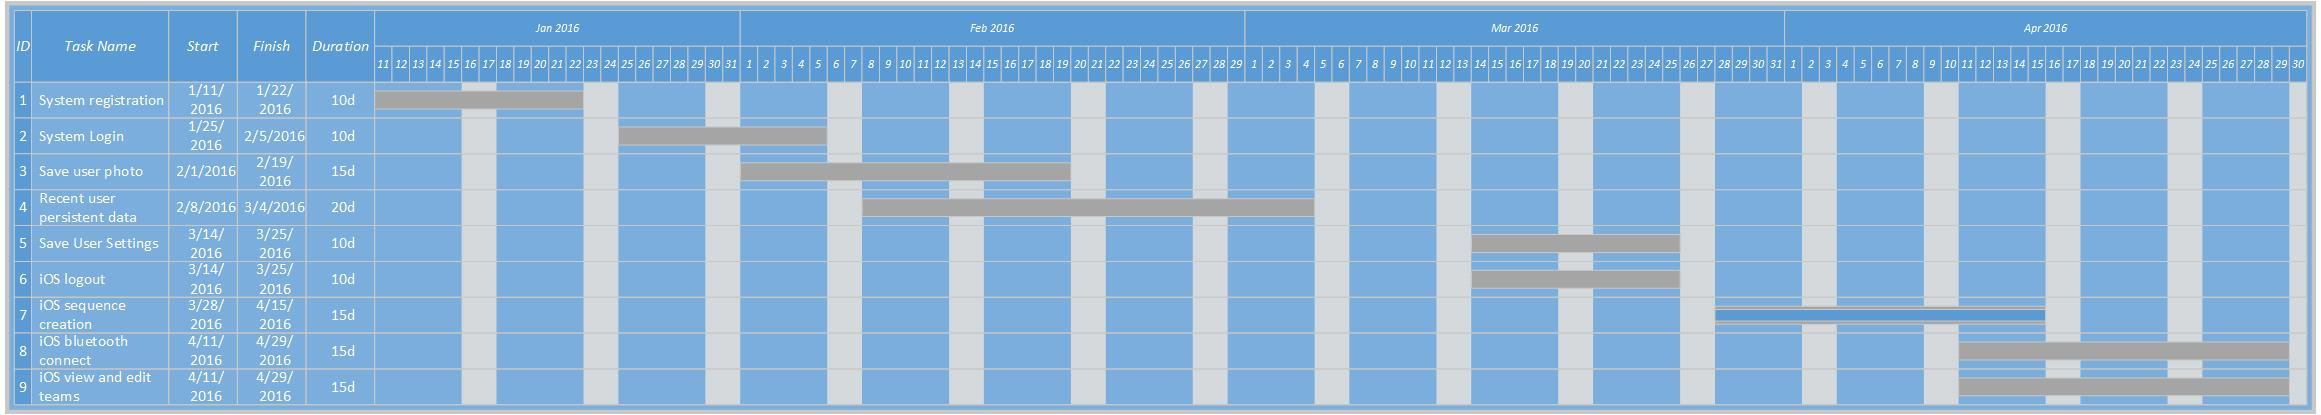 ID Task Name Start Finish Duration Jan 2016 Feb 2016 Mar 2016 Apr 2016
11 12 13 14 15 16 17 18 19 20 21 22 23 24 25 26 27 28 29 30 31 1 2 3 4 5 6 7 8 9 10 11 12 13 14 15 16 17 18 19 20 21 22 23 24 25 26 27 28 29 1 2 3 4 5 6 7 8 9 10 11 12 13 14 15 16 17 18 19 20 21 22 23 24 25 26 27 28 29 30 31 1 2 3 4 5 6 7 8 9 10 11 12 13 14 15 16 17 18 19 20 21 22 23 24 25 26 27 28 29 30
1 System registration 1/11/2016 1/22/2016 10d
2 System Login 1/25/2016 2/5/2016 10d
3 Save user photo 2/1/2016 2/19/2016 15d
4 Recent user persistent data 2/8/2016 3/4/2016 20d
5 Save User Settings 3/14/2016 3/25/2016 10d
6 iOS logout 3/14/2016 3/25/2016 10d
7 iOS sequence creation 3/28/2016 4/15/2016 15d
8 iOS bluetooth connect 4/11/2016 4/29/2016 15d
9 iOS view and edit teams 4/11/2016 4/29/2016 15d